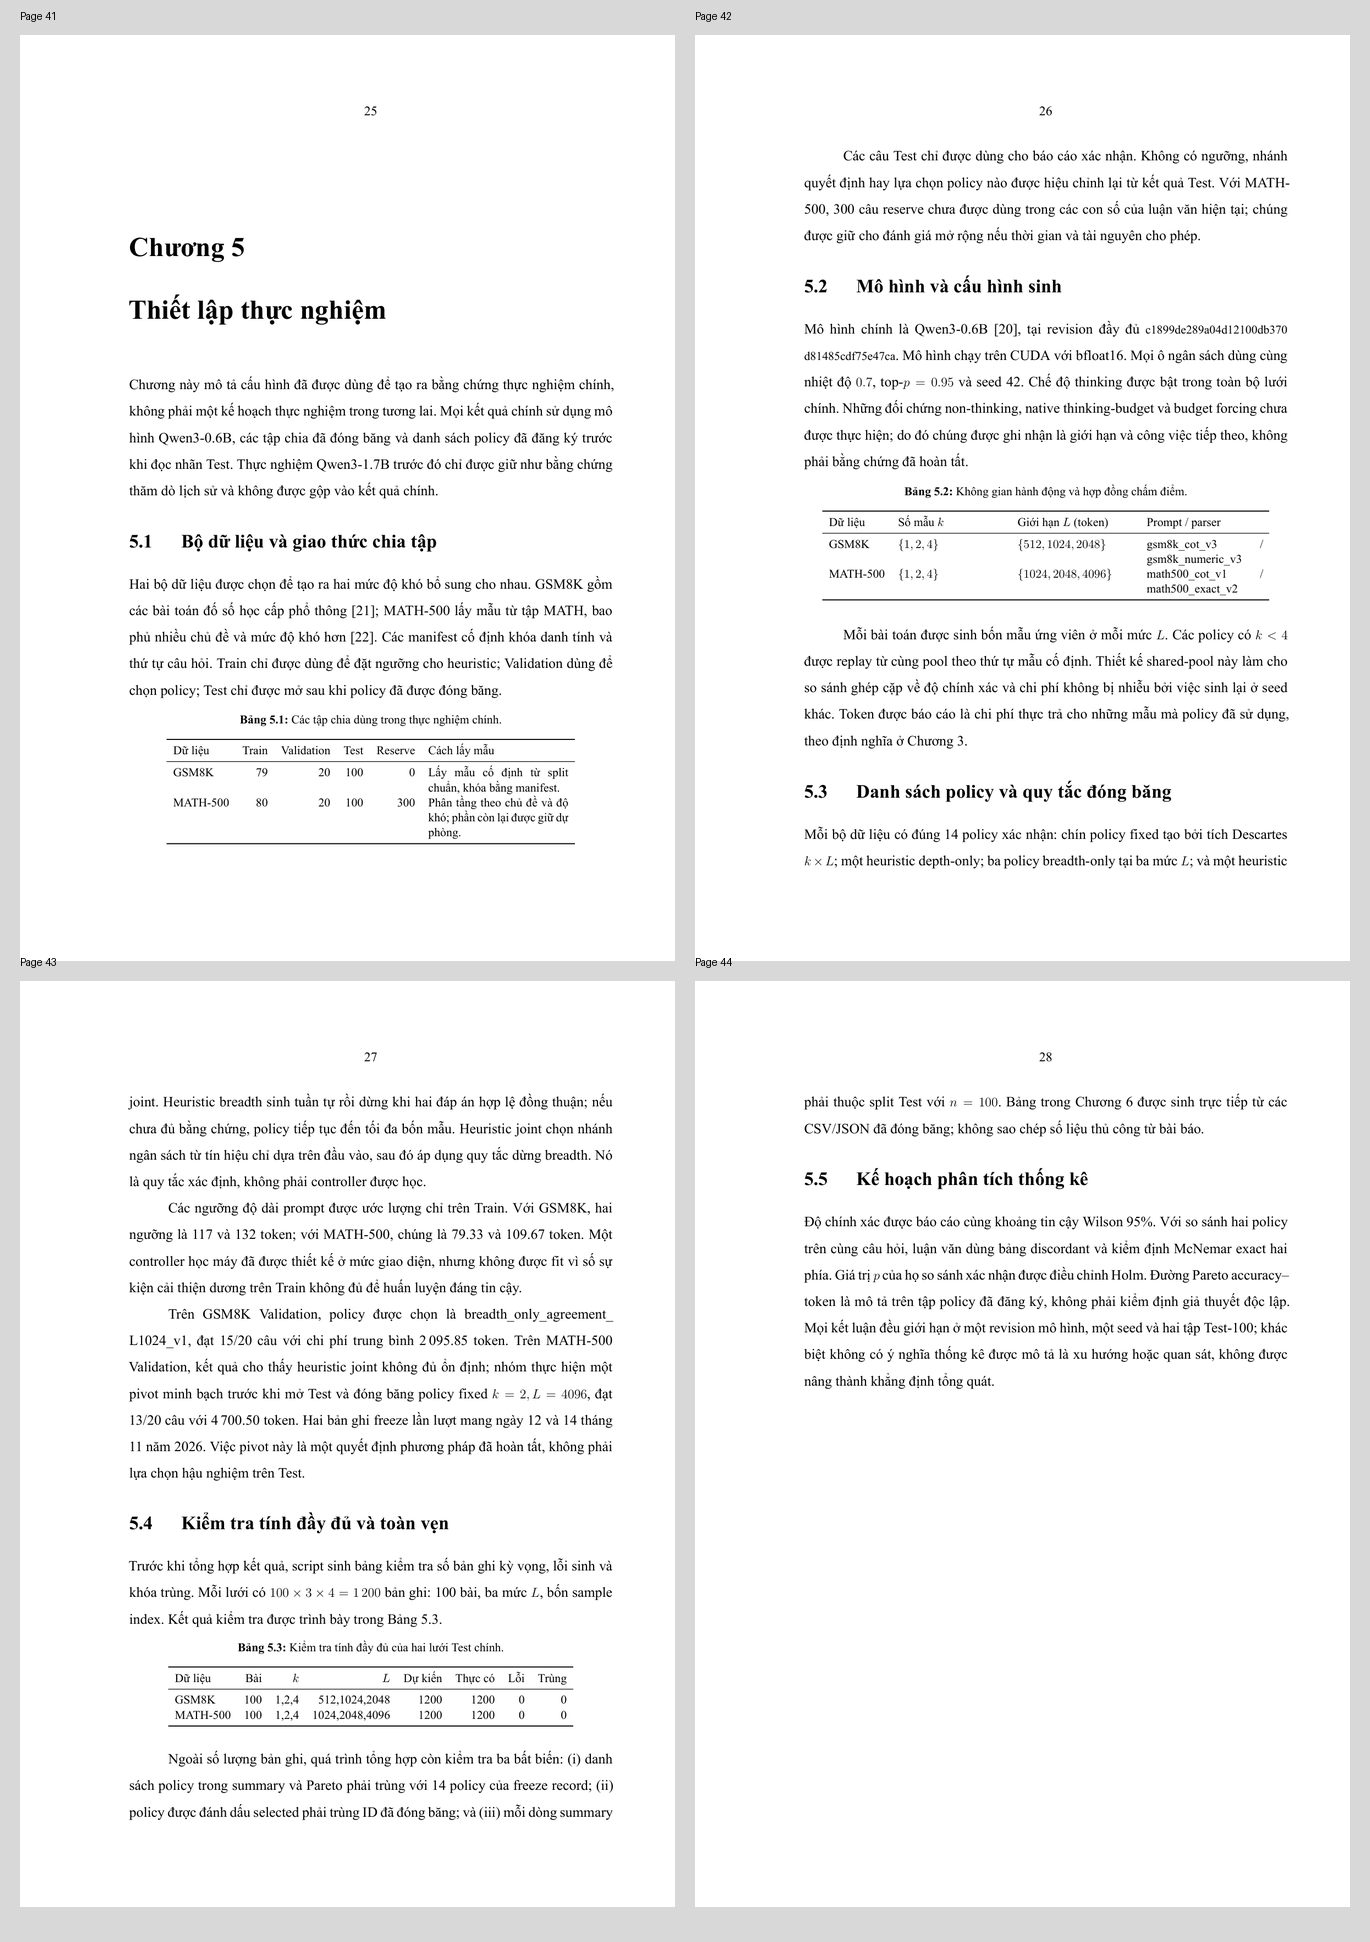 Page 41
25
Chương 5
Thiết lập thực nghiệm
Chương này mô tả cấu hình đã được dùng để tạo ra bằng chứng thực nghiệm chính,
không phải một kế hoạch thực nghiệm trong tương lai. Mọi kết quả chính sử dụng mô
hình Qwen3-0.6B, các tập chia đã đóng băng và danh sách policy đã đăng ký trước
khi đọc nhãn Test. Thực nghiệm Qwen3-1.7B trước đó chỉ được giữ như bằng chứng
thăm dò lịch sử và không được gộp vào kết quả chính.
5.1 Bộ dữ liệu và giao thức chia tập
Hai bộ dữ liệu được chọn để tạo ra hai mức độ khó bổ sung cho nhau. GSM8K gồm
các bài toán đố số học cấp phổ thông [21]; MATH-500 lấy mẫu từ tập MATH, bao
phủ nhiều chủ đề và mức độ khó hơn [22]. Các manifest cố định khóa danh tính và
thứ tự câu hỏi. Train chỉ được dùng để đặt ngưỡng cho heuristic; Validation dùng để
chọn policy; Test chỉ được mở sau khi policy đã được đóng băng.
Bảng 5.1: Các tập chia dùng trong thực nghiệm chính.
Dữ liệu Train Validation Test Reserve Cách lấy mẫu
GSM8K 79 20 100 0 Lấy mẫu cố định từ split
chuẩn, khóa bằng manifest.
MATH-500 80 20 100 300 Phân tầng theo chủ đề và độ
khó; phần còn lại được giữ dự
phòng.
Page 42
26
Các câu Test chỉ được dùng cho báo cáo xác nhận. Không có ngưỡng, nhánh
quyết định hay lựa chọn policy nào được hiệu chỉnh lại từ kết quả Test. Với MATH-
500, 300 câu reserve chưa được dùng trong các con số của luận văn hiện tại; chúng
được giữ cho đánh giá mở rộng nếu thời gian và tài nguyên cho phép.
5.2 Mô hình và cấu hình sinh
Mô hình chính là Qwen3-0.6B [20], tại revision đầy đủ c1899de289a04d12100db370
d81485cdf75e47ca. Mô hình chạy trên CUDA với bfloat16. Mọi ô ngân sách dùng cùng
nhiệt độ 0.7, top-p = 0.95 và seed 42. Chế độ thinking được bật trong toàn bộ lưới
chính. Những đối chứng non-thinking, native thinking-budget và budget forcing chưa
được thực hiện; do đó chúng được ghi nhận là giới hạn và công việc tiếp theo, không
phải bằng chứng đã hoàn tất.
Bảng 5.2: Không gian hành động và hợp đồng chấm điểm.
Dữ liệu Số mẫu k Giới hạn L (token) Prompt / parser
GSM8K {1, 2, 4} {512, 1024, 2048} gsm8k_cot_v3 /
gsm8k_numeric_v3
MATH-500 {1, 2, 4} {1024, 2048, 4096} math500_cot_v1 /
math500_exact_v2
Mỗi bài toán được sinh bốn mẫu ứng viên ở mỗi mức L. Các policy có k < 4
được replay từ cùng pool theo thứ tự mẫu cố định. Thiết kế shared-pool này làm cho
so sánh ghép cặp về độ chính xác và chi phí không bị nhiễu bởi việc sinh lại ở seed
khác. Token được báo cáo là chi phí thực trả cho những mẫu mà policy đã sử dụng,
theo định nghĩa ở Chương 3.
5.3 Danh sách policy và quy tắc đóng băng
Mỗi bộ dữ liệu có đúng 14 policy xác nhận: chín policy fixed tạo bởi tích Descartes
k × L; một heuristic depth-only; ba policy breadth-only tại ba mức L; và một heuristic
Page 43
27
joint. Heuristic breadth sinh tuần tự rồi dừng khi hai đáp án hợp lệ đồng thuận; nếu
chưa đủ bằng chứng, policy tiếp tục đến tối đa bốn mẫu. Heuristic joint chọn nhánh
ngân sách từ tín hiệu chỉ dựa trên đầu vào, sau đó áp dụng quy tắc dừng breadth. Nó
là quy tắc xác định, không phải controller được học.
Các ngưỡng độ dài prompt được ước lượng chỉ trên Train. Với GSM8K, hai
ngưỡng là 117 và 132 token; với MATH-500, chúng là 79.33 và 109.67 token. Một
controller học máy đã được thiết kế ở mức giao diện, nhưng không được fit vì số sự
kiện cải thiện dương trên Train không đủ để huấn luyện đáng tin cậy.
Trên GSM8K Validation, policy được chọn là breadth_only_agreement_
L1024_v1, đạt 15/20 câu với chi phí trung bình 2 095.85 token. Trên MATH-500
Validation, kết quả cho thấy heuristic joint không đủ ổn định; nhóm thực hiện một
pivot minh bạch trước khi mở Test và đóng băng policy fixed k = 2, L = 4096, đạt
13/20 câu với 4 700.50 token. Hai bản ghi freeze lần lượt mang ngày 12 và 14 tháng
11 năm 2026. Việc pivot này là một quyết định phương pháp đã hoàn tất, không phải
lựa chọn hậu nghiệm trên Test.
5.4 Kiểm tra tính đầy đủ và toàn vẹn
Trước khi tổng hợp kết quả, script sinh bảng kiểm tra số bản ghi kỳ vọng, lỗi sinh và
khóa trùng. Mỗi lưới có 100 × 3 × 4 = 1 200 bản ghi: 100 bài, ba mức L, bốn sample
index. Kết quả kiểm tra được trình bày trong Bảng 5.3.
Bảng 5.3: Kiểm tra tính đầy đủ của hai lưới Test chính.
Dữ liệu Bài k L Dự kiến Thực có Lỗi Trùng
GSM8K 100 1,2,4 512,1024,2048 1200 1200 0 0
MATH-500 100 1,2,4 1024,2048,4096 1200 1200 0 0
Ngoài số lượng bản ghi, quá trình tổng hợp còn kiểm tra ba bất biến: (i) danh
sách policy trong summary và Pareto phải trùng với 14 policy của freeze record; (ii)
policy được đánh dấu selected phải trùng ID đã đóng băng; và (iii) mỗi dòng summary
Page 44
28
phải thuộc split Test với n = 100. Bảng trong Chương 6 được sinh trực tiếp từ các
CSV/JSON đã đóng băng; không sao chép số liệu thủ công từ bài báo.
5.5 Kế hoạch phân tích thống kê
Độ chính xác được báo cáo cùng khoảng tin cậy Wilson 95%. Với so sánh hai policy
trên cùng câu hỏi, luận văn dùng bảng discordant và kiểm định McNemar exact hai
phía. Giá trị p của họ so sánh xác nhận được điều chỉnh Holm. Đường Pareto accuracy–
token là mô tả trên tập policy đã đăng ký, không phải kiểm định giả thuyết độc lập.
Mọi kết luận đều giới hạn ở một revision mô hình, một seed và hai tập Test-100; khác
biệt không có ý nghĩa thống kê được mô tả là xu hướng hoặc quan sát, không được
nâng thành khẳng định tổng quát.